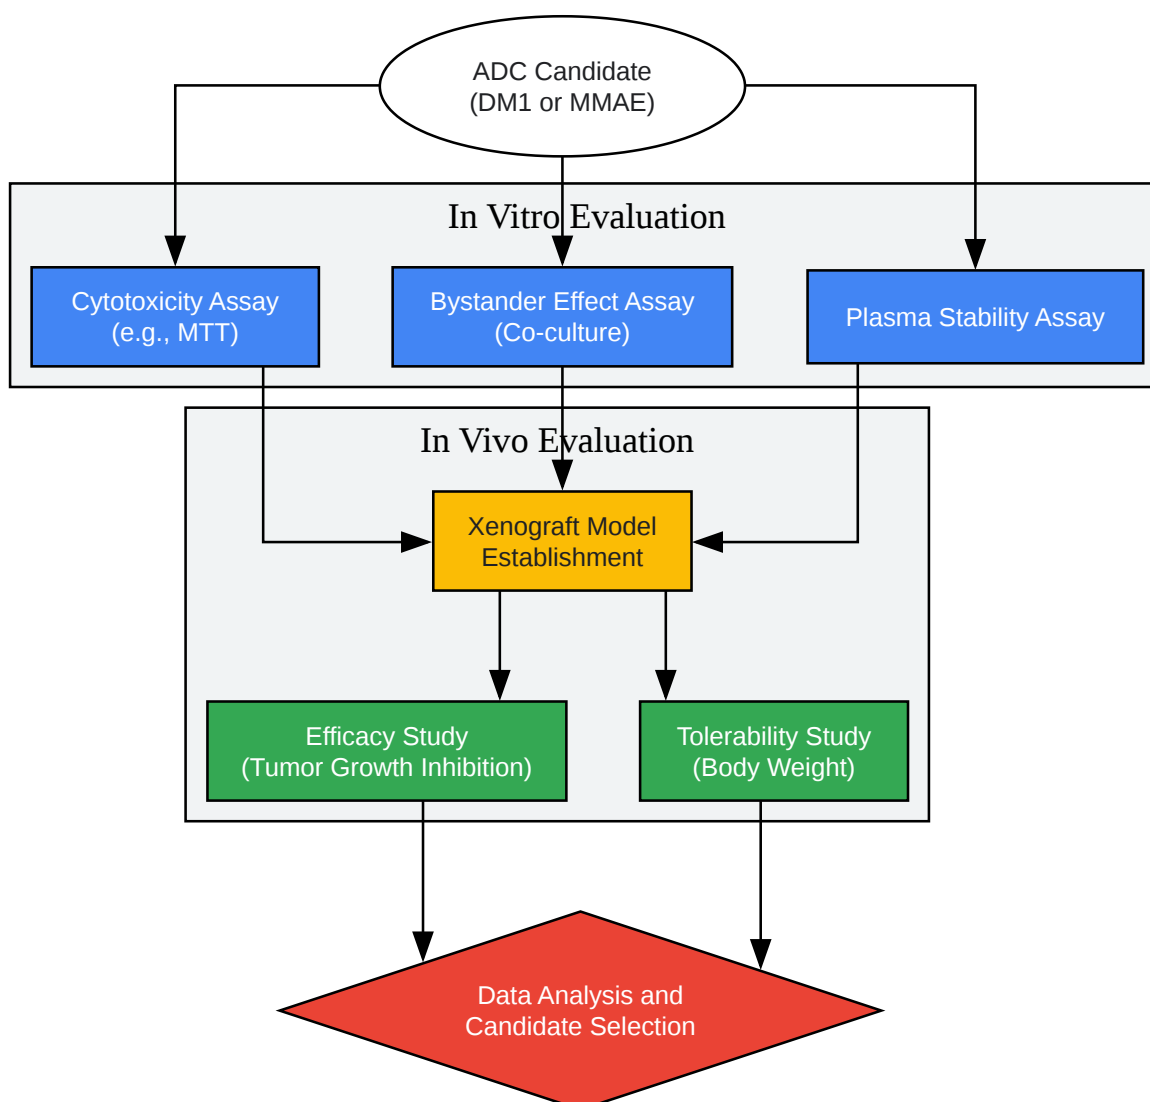 ADC Candidate
(DM1 or MMAE)
In Vitro Evaluation
Cytotoxicity Assay
(e.g., MTT)
Bystander Effect Assay
(Co-culture)
Plasma Stability Assay
In Vivo Evaluation
Xenograft Model
Establishment
Efficacy Study
(Tumor Growth Inhibition)
Tolerability Study
(Body Weight)
Data Analysis and
Candidate Selection